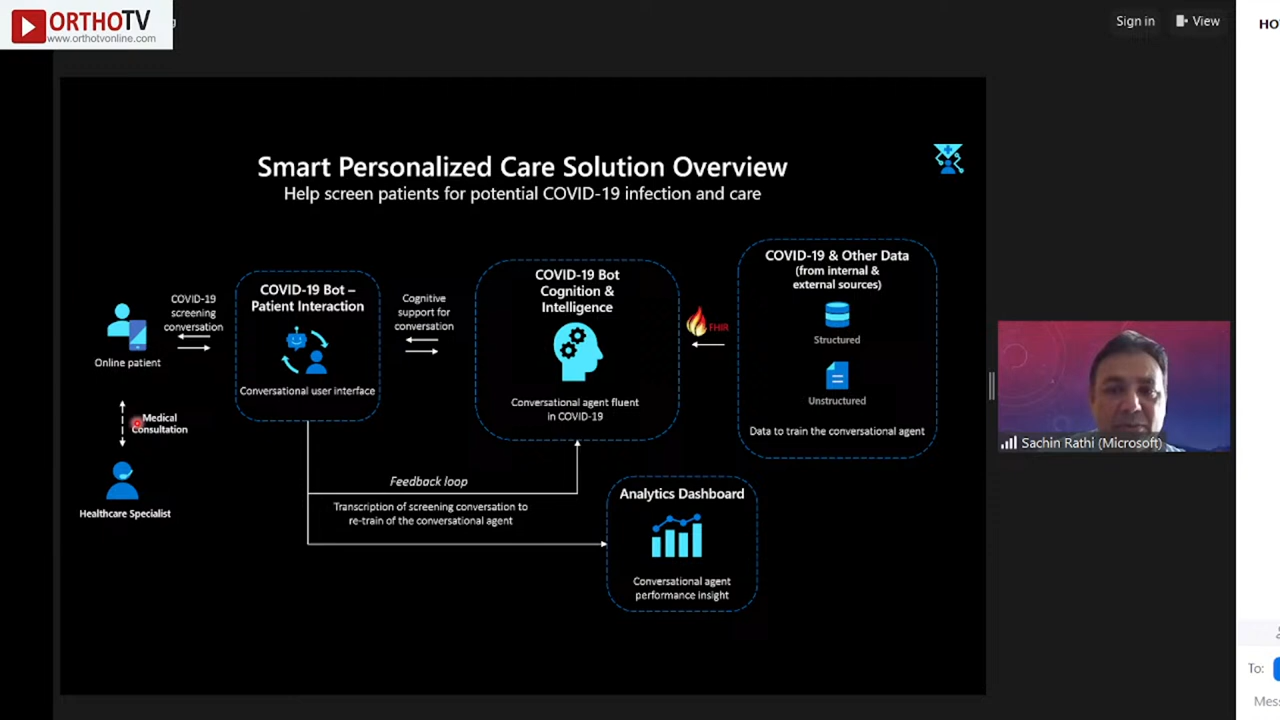 ORTHOTV
www.orthotvonline.com
Sign in
View
HO
Smart Personalized Care Solution Overview
Help screen patients for potential COVID-19 infection and care
COVID-19
screening
conversation
Online patient
Medical
Consultation
Healthcare Specialist
COVID-19 Bot –
Patient Interaction
Conversational user interface
Cognitive
support for
conversation
COVID-19 Bot
Cognition &
Intelligence
Conversational agent fluent
in COVID-19
FHIR
COVID-19 & Other Data
(from internal &
external sources)
Structured
Unstructured
Data to train the conversational agent
Feedback loop
Transcription of screening conversation to
re-train of the conversational agent
Analytics Dashboard
Conversational agent
performance insight
Sachin Rathi (Microsoft)
To:
Mess